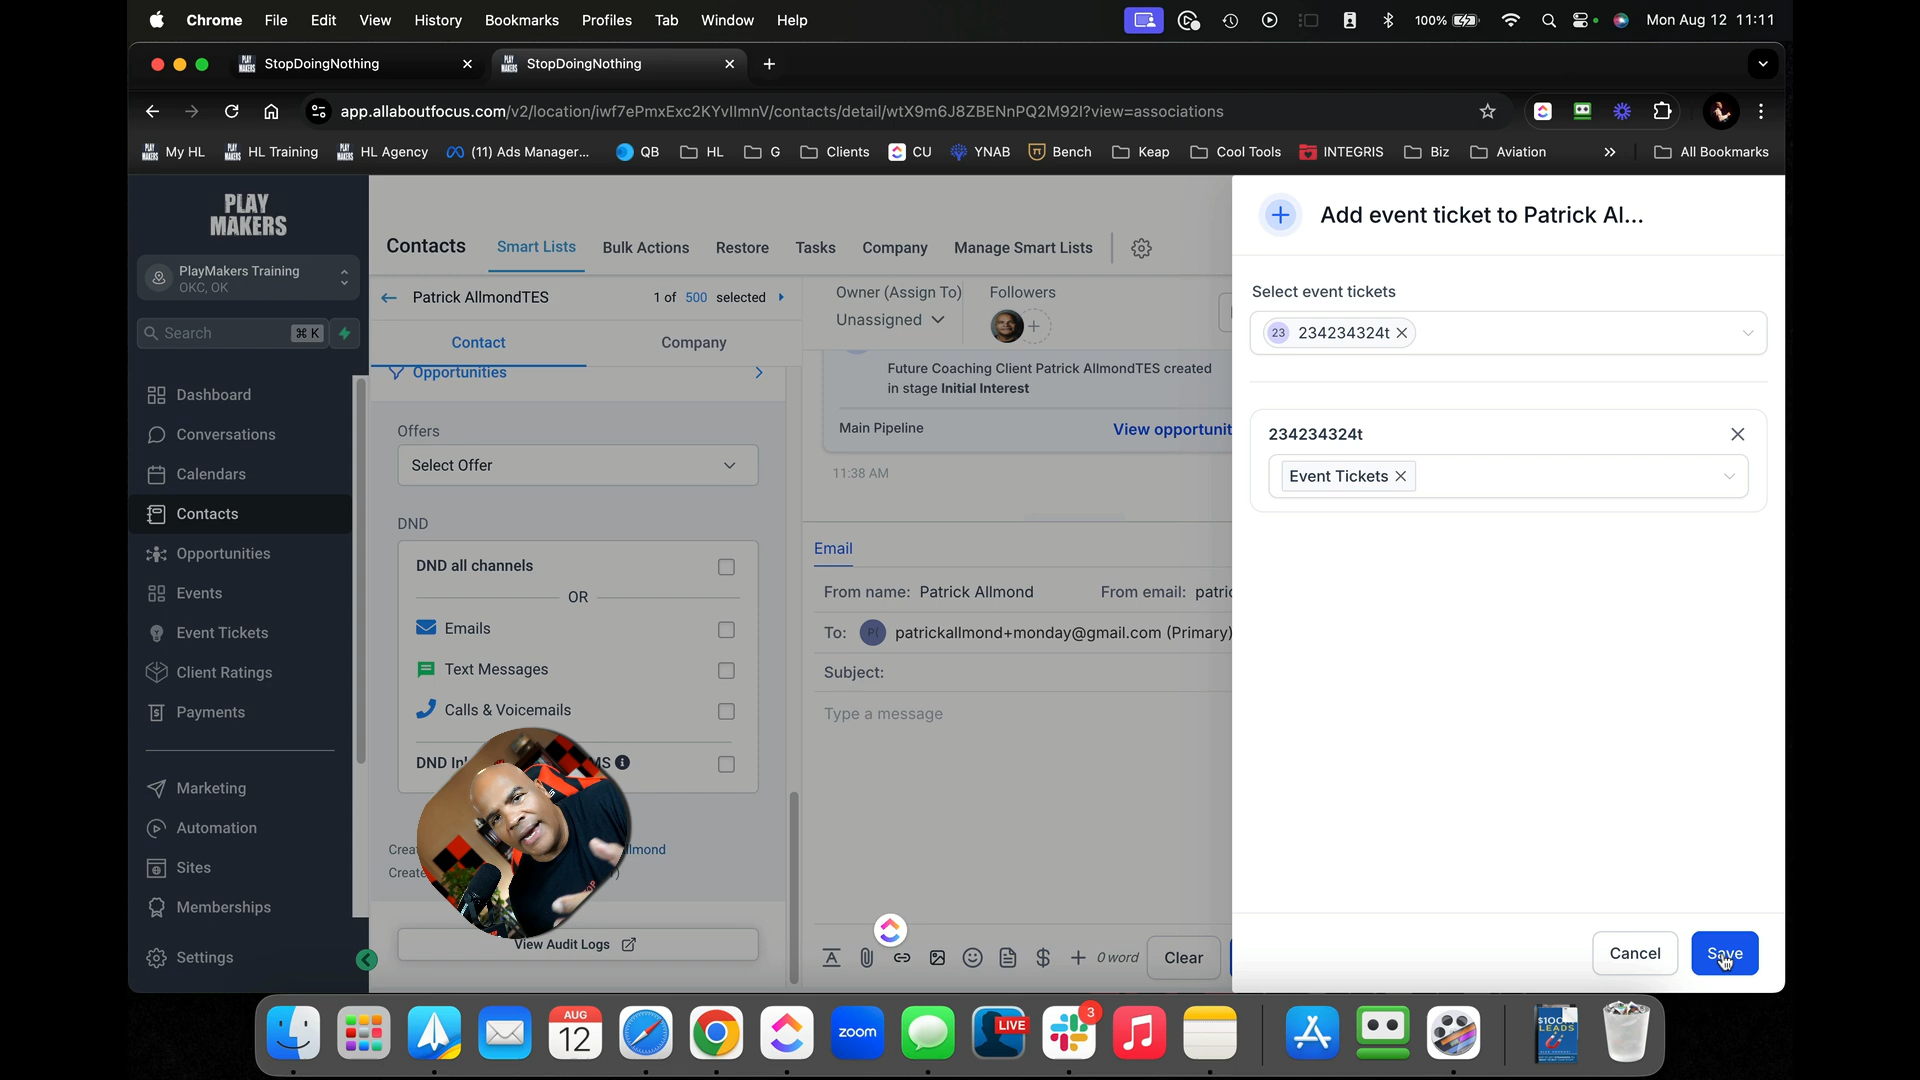 Chrome File Edit View History Bookmarks Profiles Tab Window Help 100% Mon Aug 12 11:11
StopDoingNothing StopDoingNothing
app.allaboutfocus.com/v2/location/iwf7ePmxExc2KYvIImnV/contacts/detail/wtX9m6J8ZBENnPQ2M92I?view=associations
My HL HL Training HL Agency (11) Ads Manager... QB HL G Clients CU YNAB Bench Keap Cool Tools INTEGRIS Biz Aviation All Bookmarks
PLAY
MAKERS
PlayMakers Training
OKC, OK
Search ⌘ K
Dashboard
Conversations
Calendars
Contacts
Opportunities
Events
Event Tickets
Client Ratings
Payments
Marketing
Automation
Sites
Memberships
Settings
Contacts Smart Lists Bulk Actions Restore Tasks Company Manage Smart Lists
Patrick AllmondTES 1 of 500 selected
Contact Company
Opportunities
Offers
Select Offer
DND
DND all channels
OR
Emails
Text Messages
Calls & Voicemails
View Audit Logs
Owner (Assign To) Followers
Unassigned
Future Coaching Client Patrick AllmondTES created
in stage Initial Interest
Main Pipeline View opportunit
11:38 AM
Email
From name: Patrick Allmond From email: patric
To: P( patrickallmond+monday@gmail.com (Primary)
Subject:
Type a message
0 word Clear
Add event ticket to Patrick Al...
Select event tickets
23 234234324t
234234324t
Event Tickets
Cancel Save
AUG
12
zoom
LIVE
3
$100M
LEADS